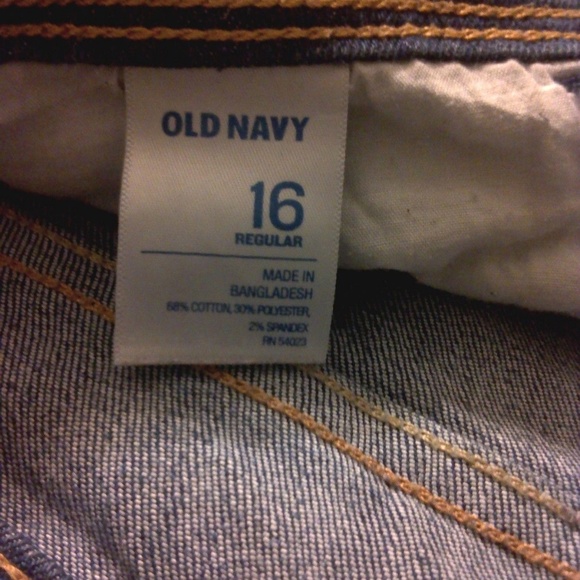 OLD NAVY
16
REGULAR
MADE IN
BANGLADESH
68% COTTON, 30% POLYESTER,
2% SPANDEX
RN 54023